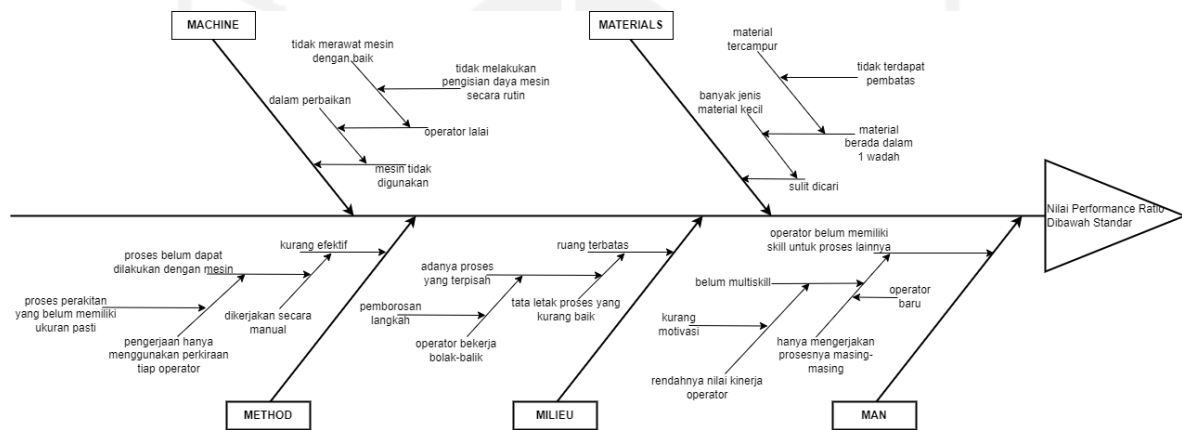 MACHINE
tidak merawat mesin
dengan baik
tidak melakukan
pengisian daya mesin
secara rutin
dalam perbaikan
operator lalai
mesin tidak
digunakan
MATERIALS
material
tercampur
tidak terdapat
pembatas
banyak jenis
material kecil
material
berada dalam
1 wadah
sulit dicari
Nilai Performance Ratio
Dibawah Standar
kurang efektif
proses belum dapat
dilakukan dengan mesin
proses perakitan
yang belum memiliki
ukuran pasti
dikerjakan secara
manual
pengerjaan hanya
menggunakan perkiraan
tiap operator
METHOD
ruang terbatas
adanya proses
yang terpisah
pemborosan
langkah
tata letak proses yang
kurang baik
operator bekerja
bolak-balik
MILIEU
operator belum memiliki
skill untuk proses lainnya
belum multiskill
operator
baru
kurang
motivasi
hanya mengerjakan
prosesnya masing-
masing
rendahnya nilai kinerja
operator
MAN